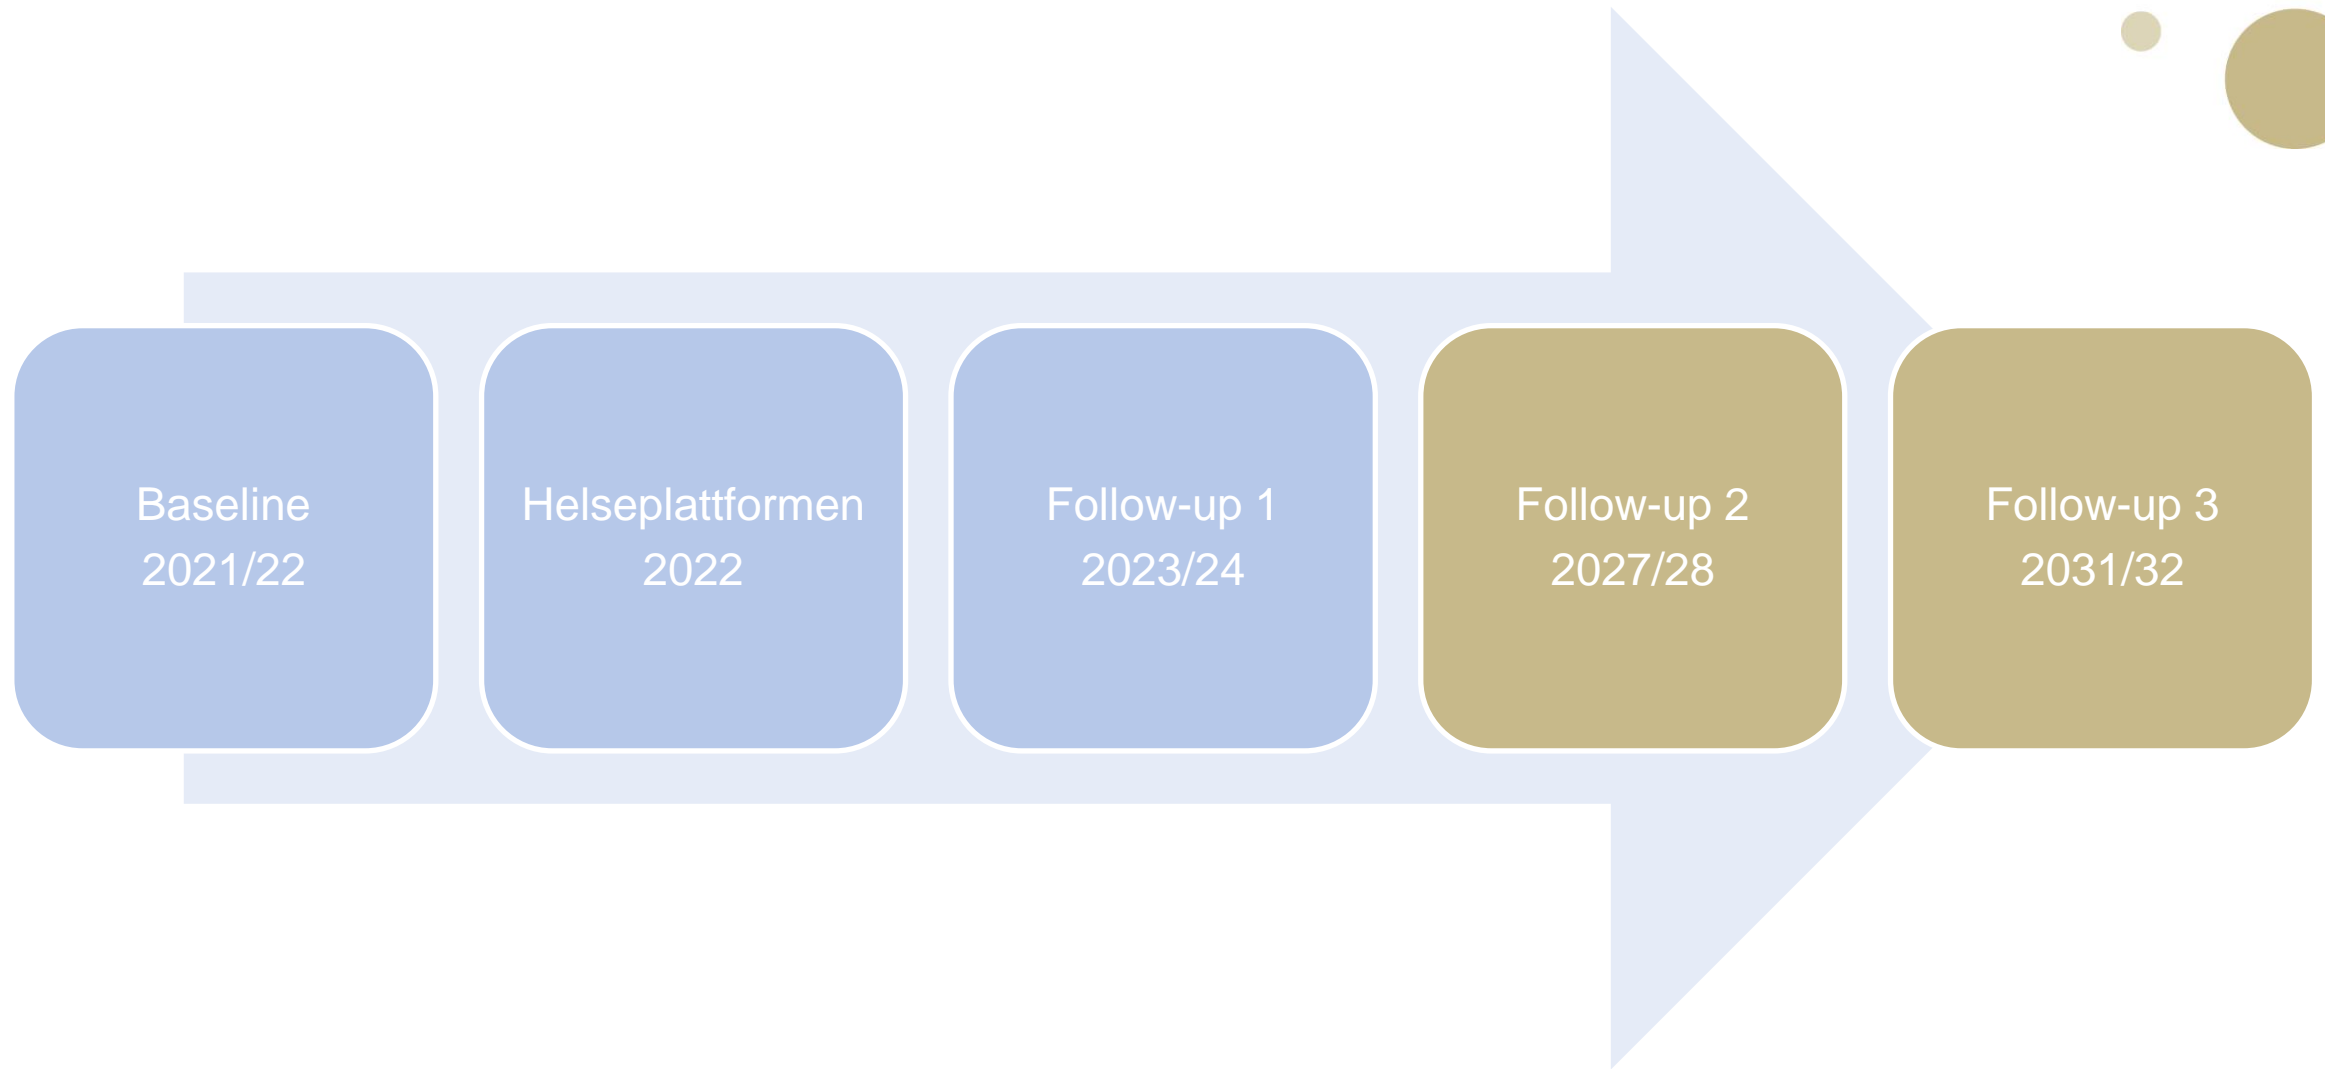 Baseline
2021/22
Helseplattformen
2022
Follow-up 1
2023/24
Follow-up 2
2027/28
Follow-up 3
2031/32